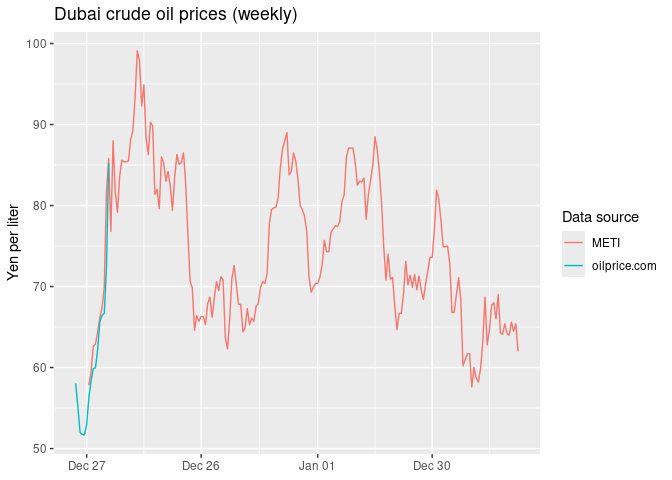 Dubai crude oil prices (weekly)
100
90
80
70
60
50
Yen per liter
Dec 27
Dec 26
Jan 01
Dec 30
Data source
METI
oilprice.com